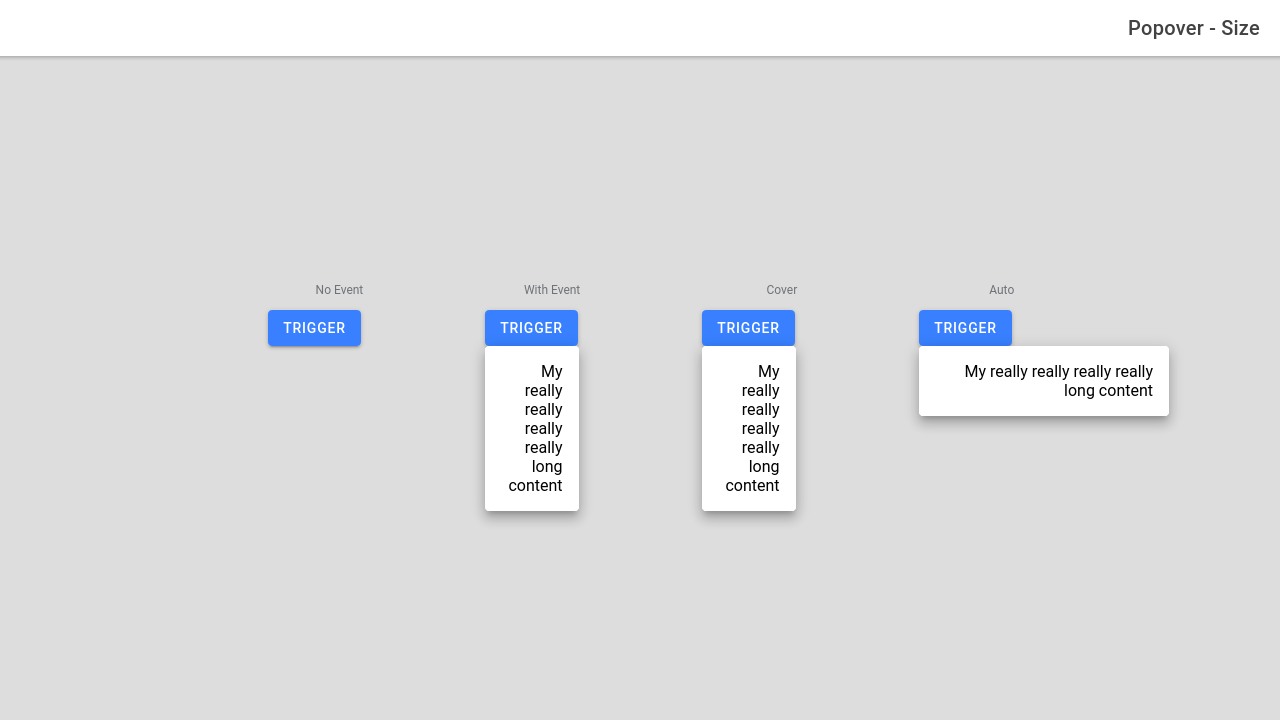 Popover - Size
No Event
TRIGGER
With Event
TRIGGER
My
really
really
really
really
long
content
Cover
TRIGGER
My
really
really
really
really
long
content
Auto
TRIGGER
My really really really really
long content